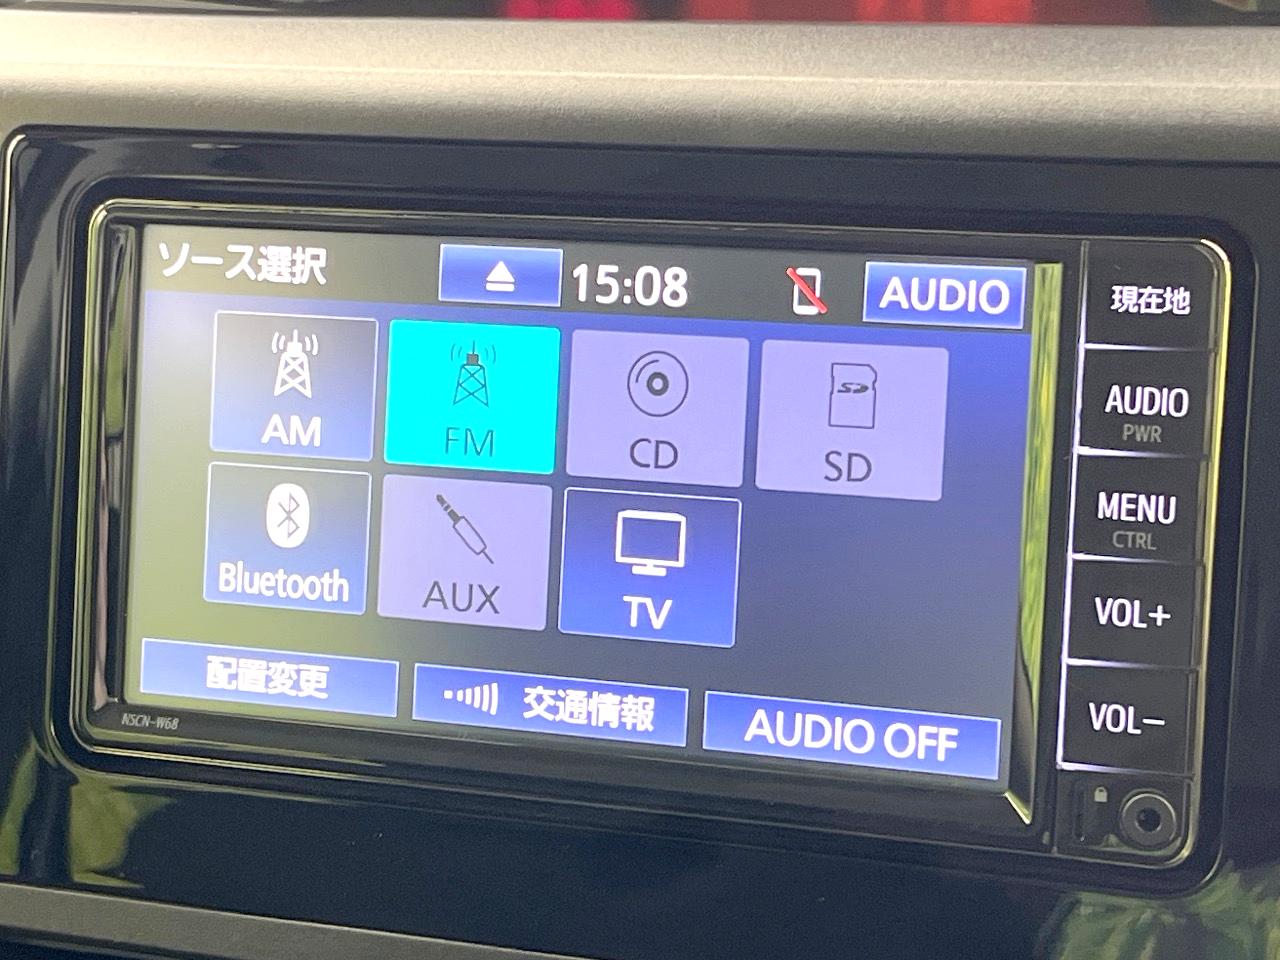 ソース選択
15:08
AUDIO
現在地
AM
FM
CD
SD
AUDIO
PWR
Bluetooth
AUX
TV
MENU
CTRL
VOL+
配置変更
交通情報
AUDIO OFF
VOL−
NSCN-W68